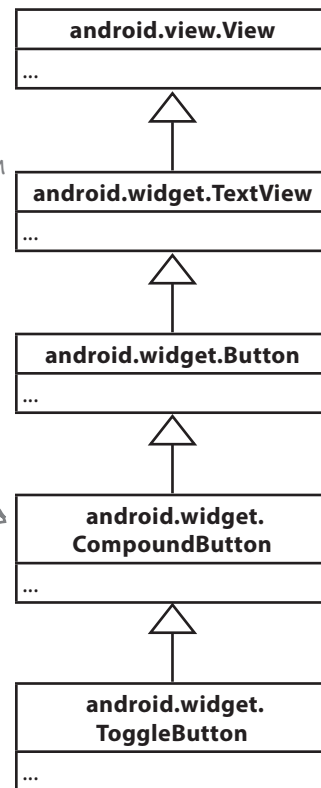 android.view.View
...
android.widget.TextView
...
android.widget.Button
...
android.widget.
CompoundButton
...
android.widget.
ToggleButton
...